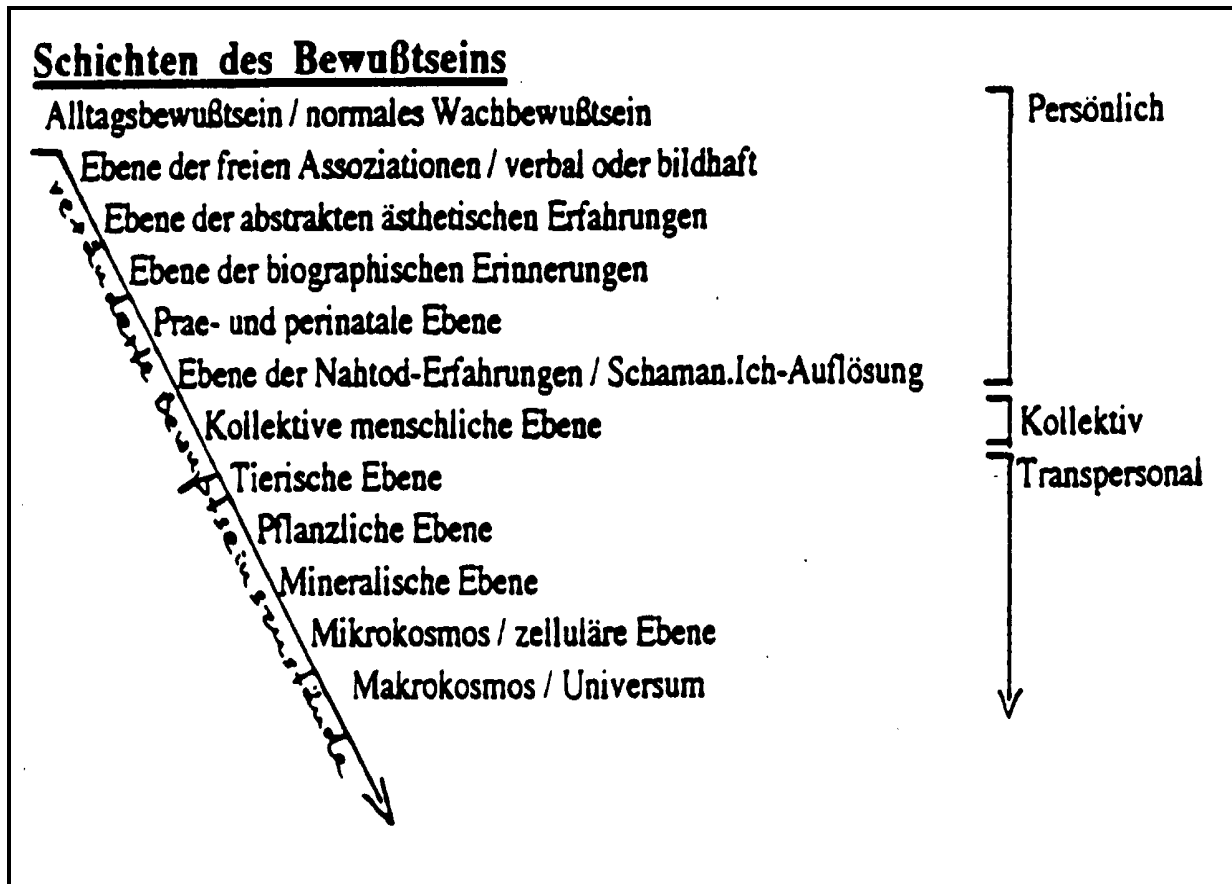 Schichten des Bewußtseins
Alltagsbewußtsein / normales Wachbewußtsein
Ebene der freien Assoziationen / verbal oder bildhaft
Ebene der abstrakten ästhetischen Erfahrungen
Ebene der biographischen Erinnerungen
Prae- und perinatale Ebene
Ebene der Nahtod-Erfahrungen / Schaman.Ich-Auflösung
Kollektive menschliche Ebene
Tierische Ebene
Pflanzliche Ebene
Mineralische Ebene
Mikrokosmos / zelluläre Ebene
Makrokosmos / Universum
veränderte Bewußtseinszustände
Persönlich
Kollektiv
Transpersonal